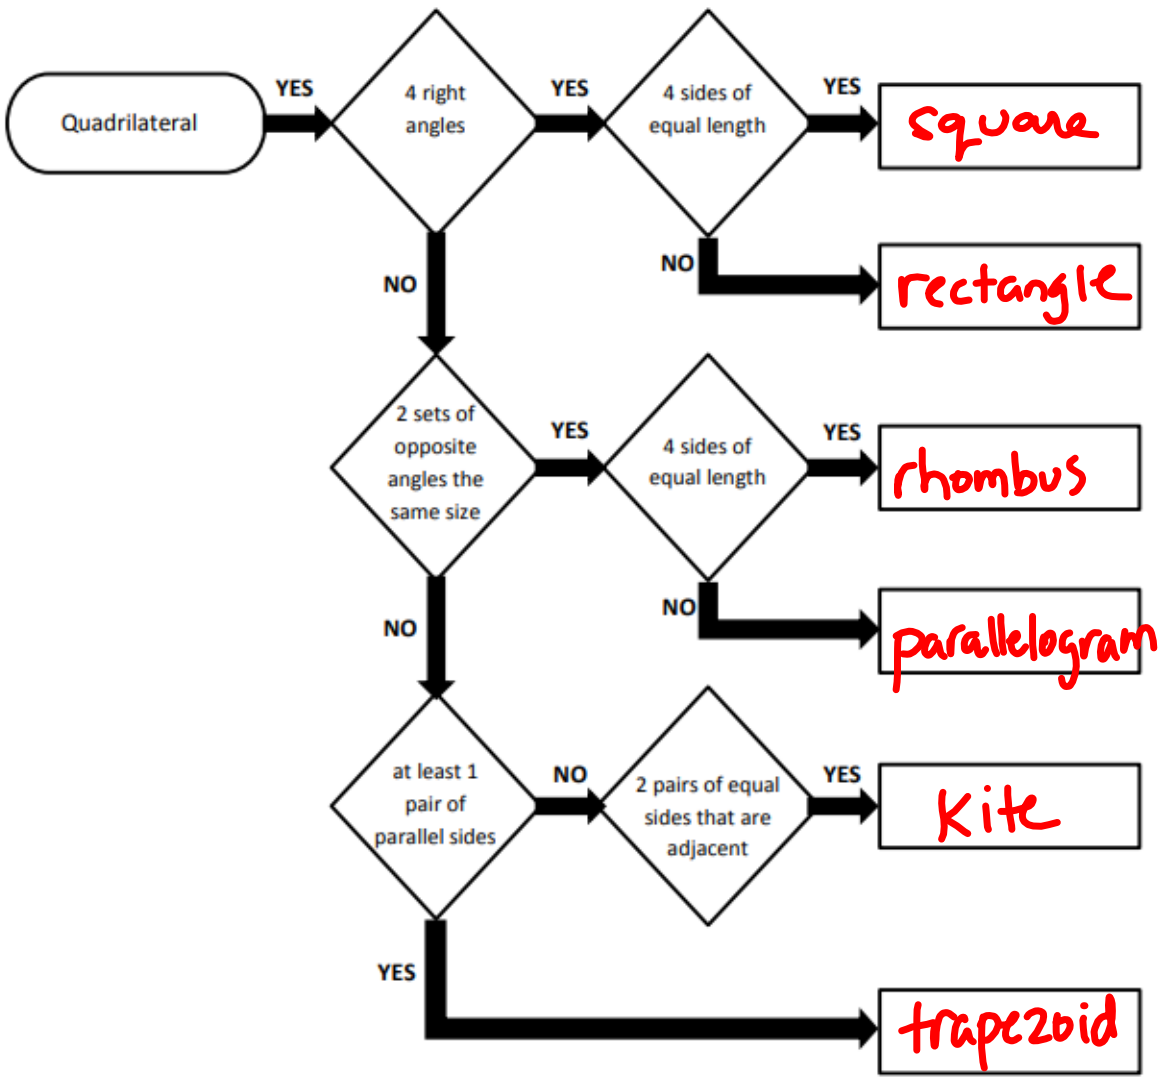 Quadrilateral
YES
4 right
angles
YES
4 sides of
equal length
YES
square
NO
rectangle
NO
2 sets of
opposite
angles the
same size
YES
4 sides of
equal length
YES
rhombus
NO
parallelogram
NO
at least 1
pair of
parallel sides
NO
2 pairs of equal
sides that are
adjacent
YES
kite
YES
trapezoid